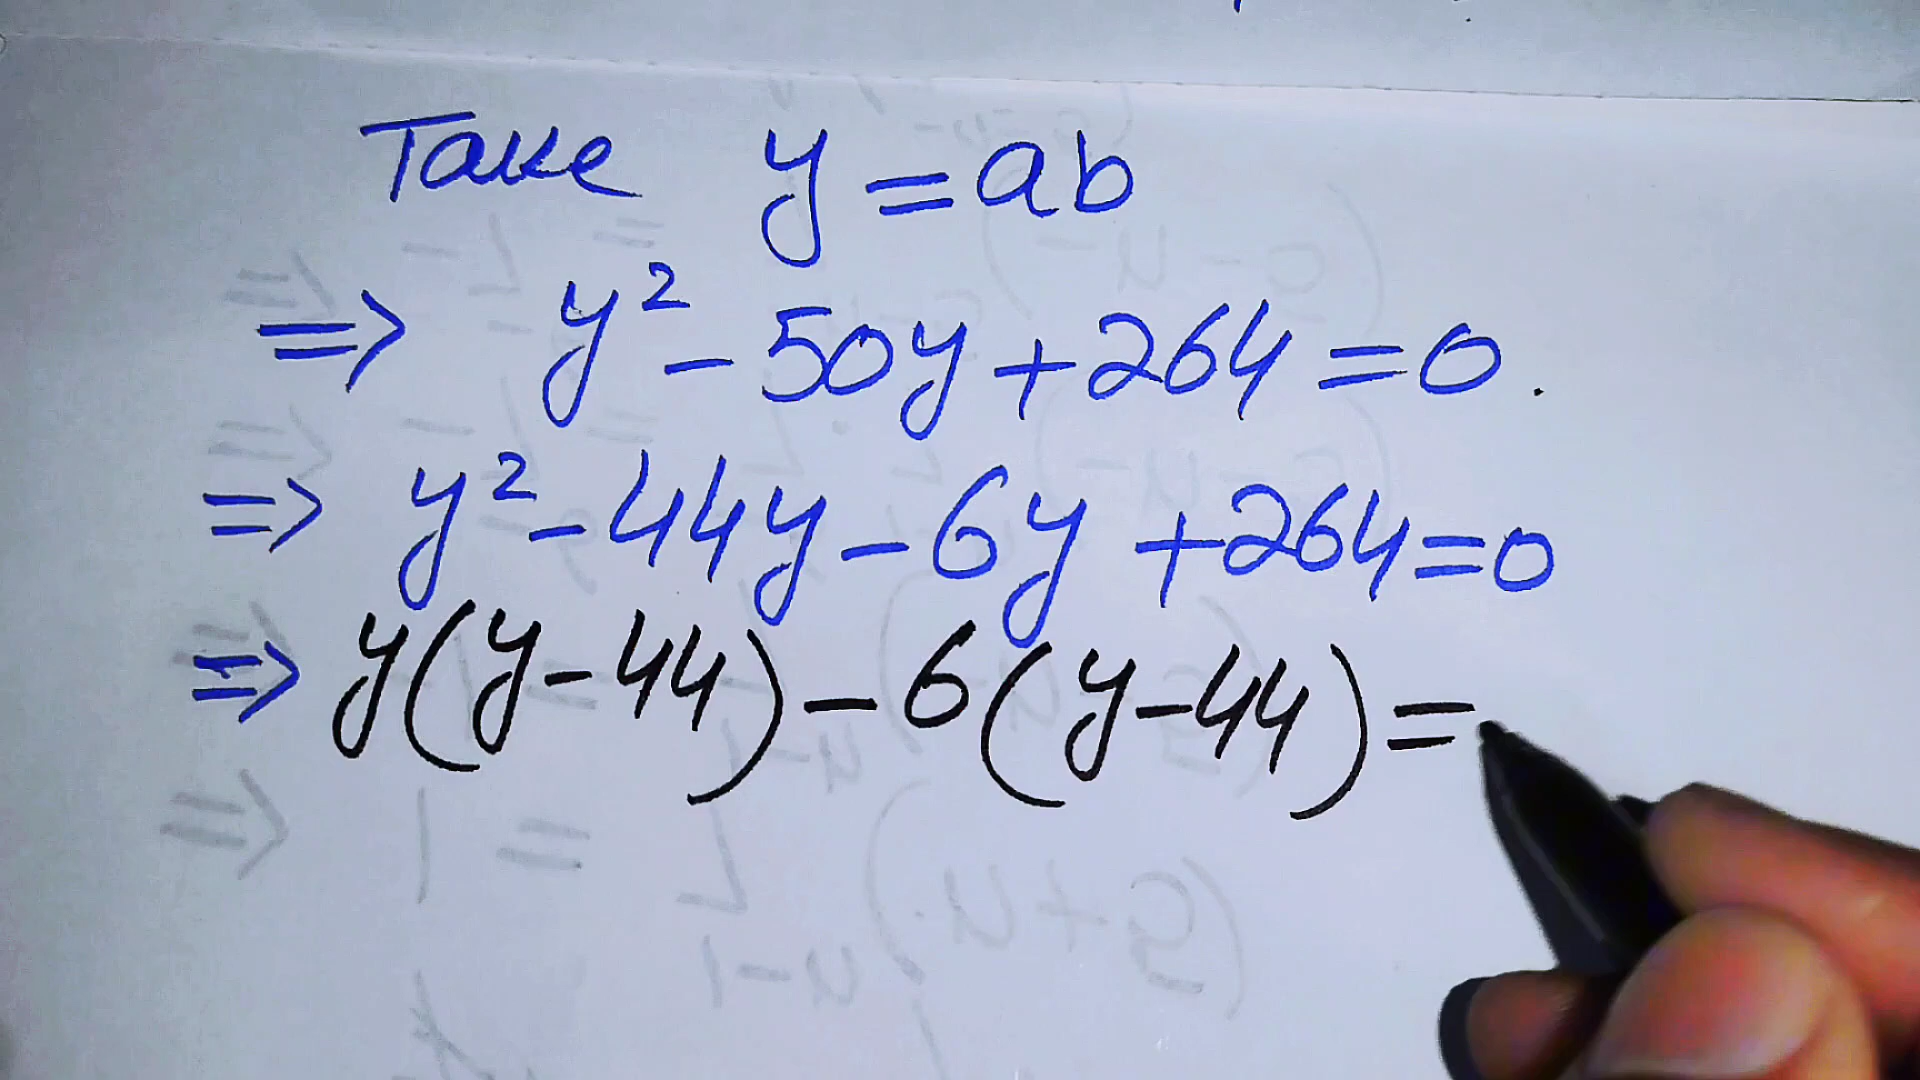 Take y = ab
⇒ y² - 50y + 264 = 0.
⇒ y² - 44y - 6y + 264 = 0
⇒ y(y - 44) - 6(y - 44) =